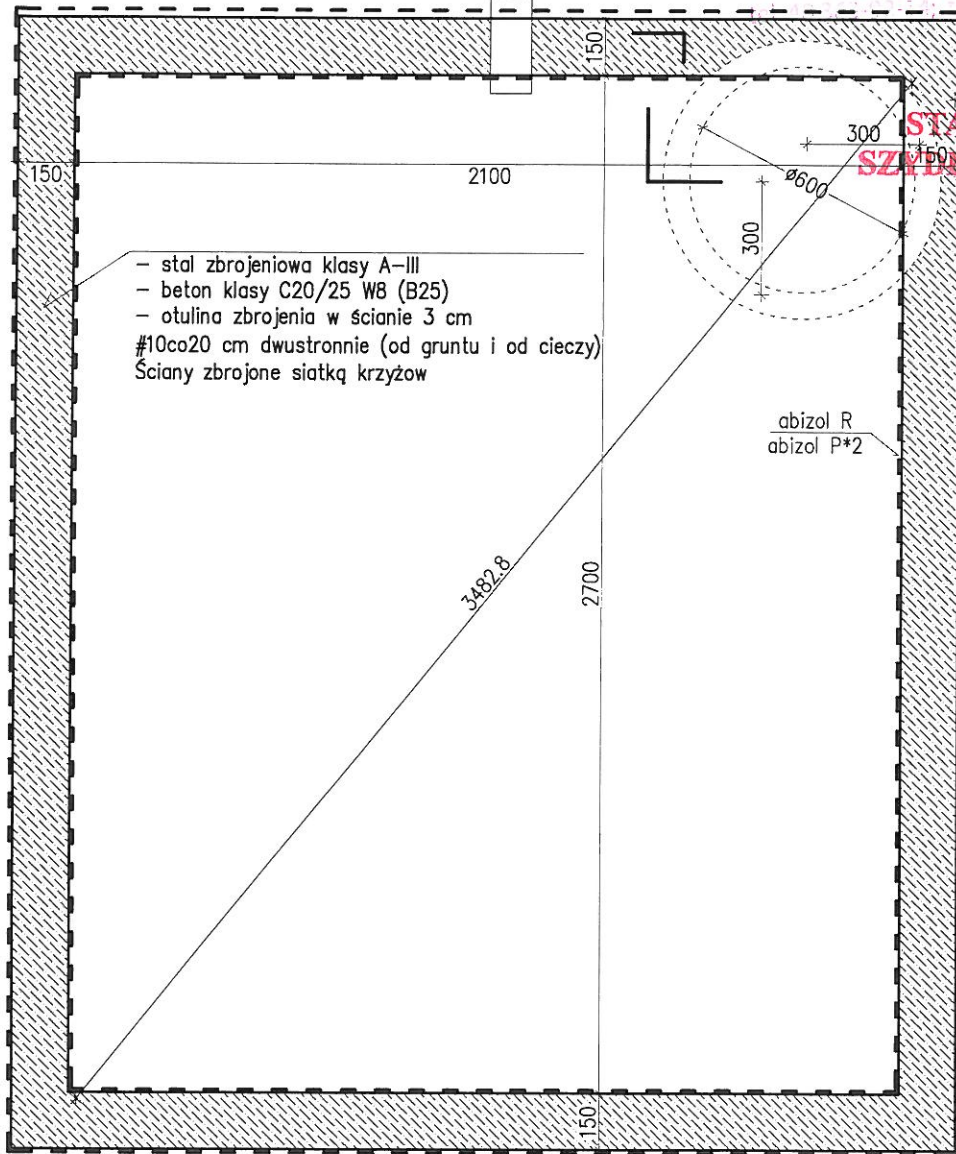 150
300
STA
SZYD
150
150
2100
ø600
300
- stal zbrojeniowa klasy A-III
- beton klasy C20/25 W8 (B25)
- otulina zbrojenia w ścianie 3 cm
#10co20 cm dwustronnie (od gruntu i od cieczy)
Ściany zbrojone siatką krzyżow
abizol R
abizol P*2
3482.8
2700
150